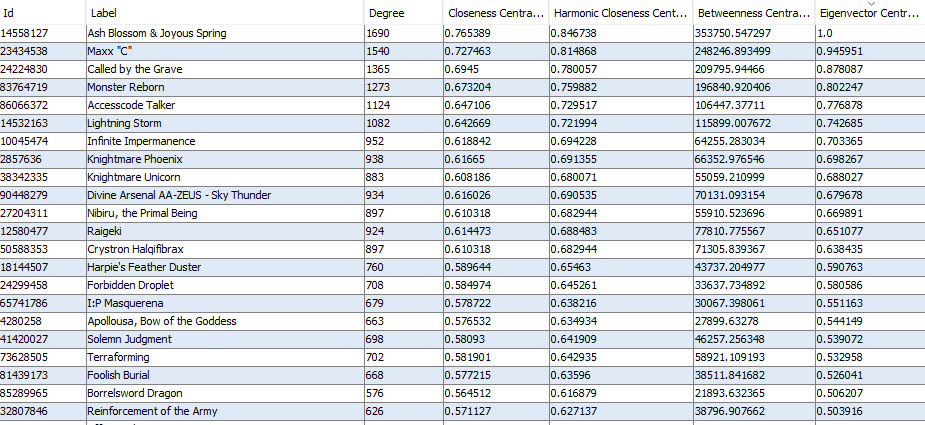 Id Label Degree Closeness Centra... Harmonic Closeness Cent... Betweenness Centra... Eigenvector Centr...
14558127 Ash Blossom & Joyous Spring 1690 0.765389 0.846738 353750.547297 1.0
23434538 Maxx "C" 1540 0.727463 0.814868 248246.893499 0.945951
24224830 Called by the Grave 1365 0.6945 0.780057 209795.94466 0.878087
83764719 Monster Reborn 1273 0.673204 0.759882 196840.920406 0.802247
86066372 Accesscode Talker 1124 0.647106 0.729517 106447.37711 0.776878
14532163 Lightning Storm 1082 0.642669 0.721994 115899.007672 0.742685
10045474 Infinite Impermanence 952 0.618842 0.694228 64255.283034 0.703365
2857636 Knightmare Phoenix 938 0.61665 0.691355 66352.976546 0.698267
38342335 Knightmare Unicorn 883 0.608186 0.680071 55059.210999 0.688027
90448279 Divine Arsenal AA-ZEUS - Sky Thunder 934 0.616026 0.690535 70131.093154 0.679678
27204311 Nibiru, the Primal Being 897 0.610318 0.682944 55910.523696 0.669891
12580477 Raigeki 924 0.614473 0.688483 77810.775567 0.651077
50588353 Crystron Halqifibrax 897 0.610318 0.682944 71305.839367 0.638435
18144507 Harpie's Feather Duster 760 0.589644 0.65463 43737.204977 0.590763
24299458 Forbidden Droplet 708 0.584974 0.645261 33637.734892 0.580586
65741786 I:P Masquerena 679 0.578722 0.638216 30067.398061 0.551163
4280258 Apollousa, Bow of the Goddess 663 0.576532 0.634934 27899.63278 0.544149
41420027 Solemn Judgment 698 0.58093 0.641909 46257.256348 0.539072
73628505 Terraforming 702 0.581901 0.642935 58921.109193 0.532958
81439173 Foolish Burial 668 0.577215 0.63596 38511.841682 0.526041
85289965 Borrelsword Dragon 576 0.564512 0.616879 21893.632365 0.506207
32807846 Reinforcement of the Army 626 0.571127 0.627137 38796.907662 0.503916